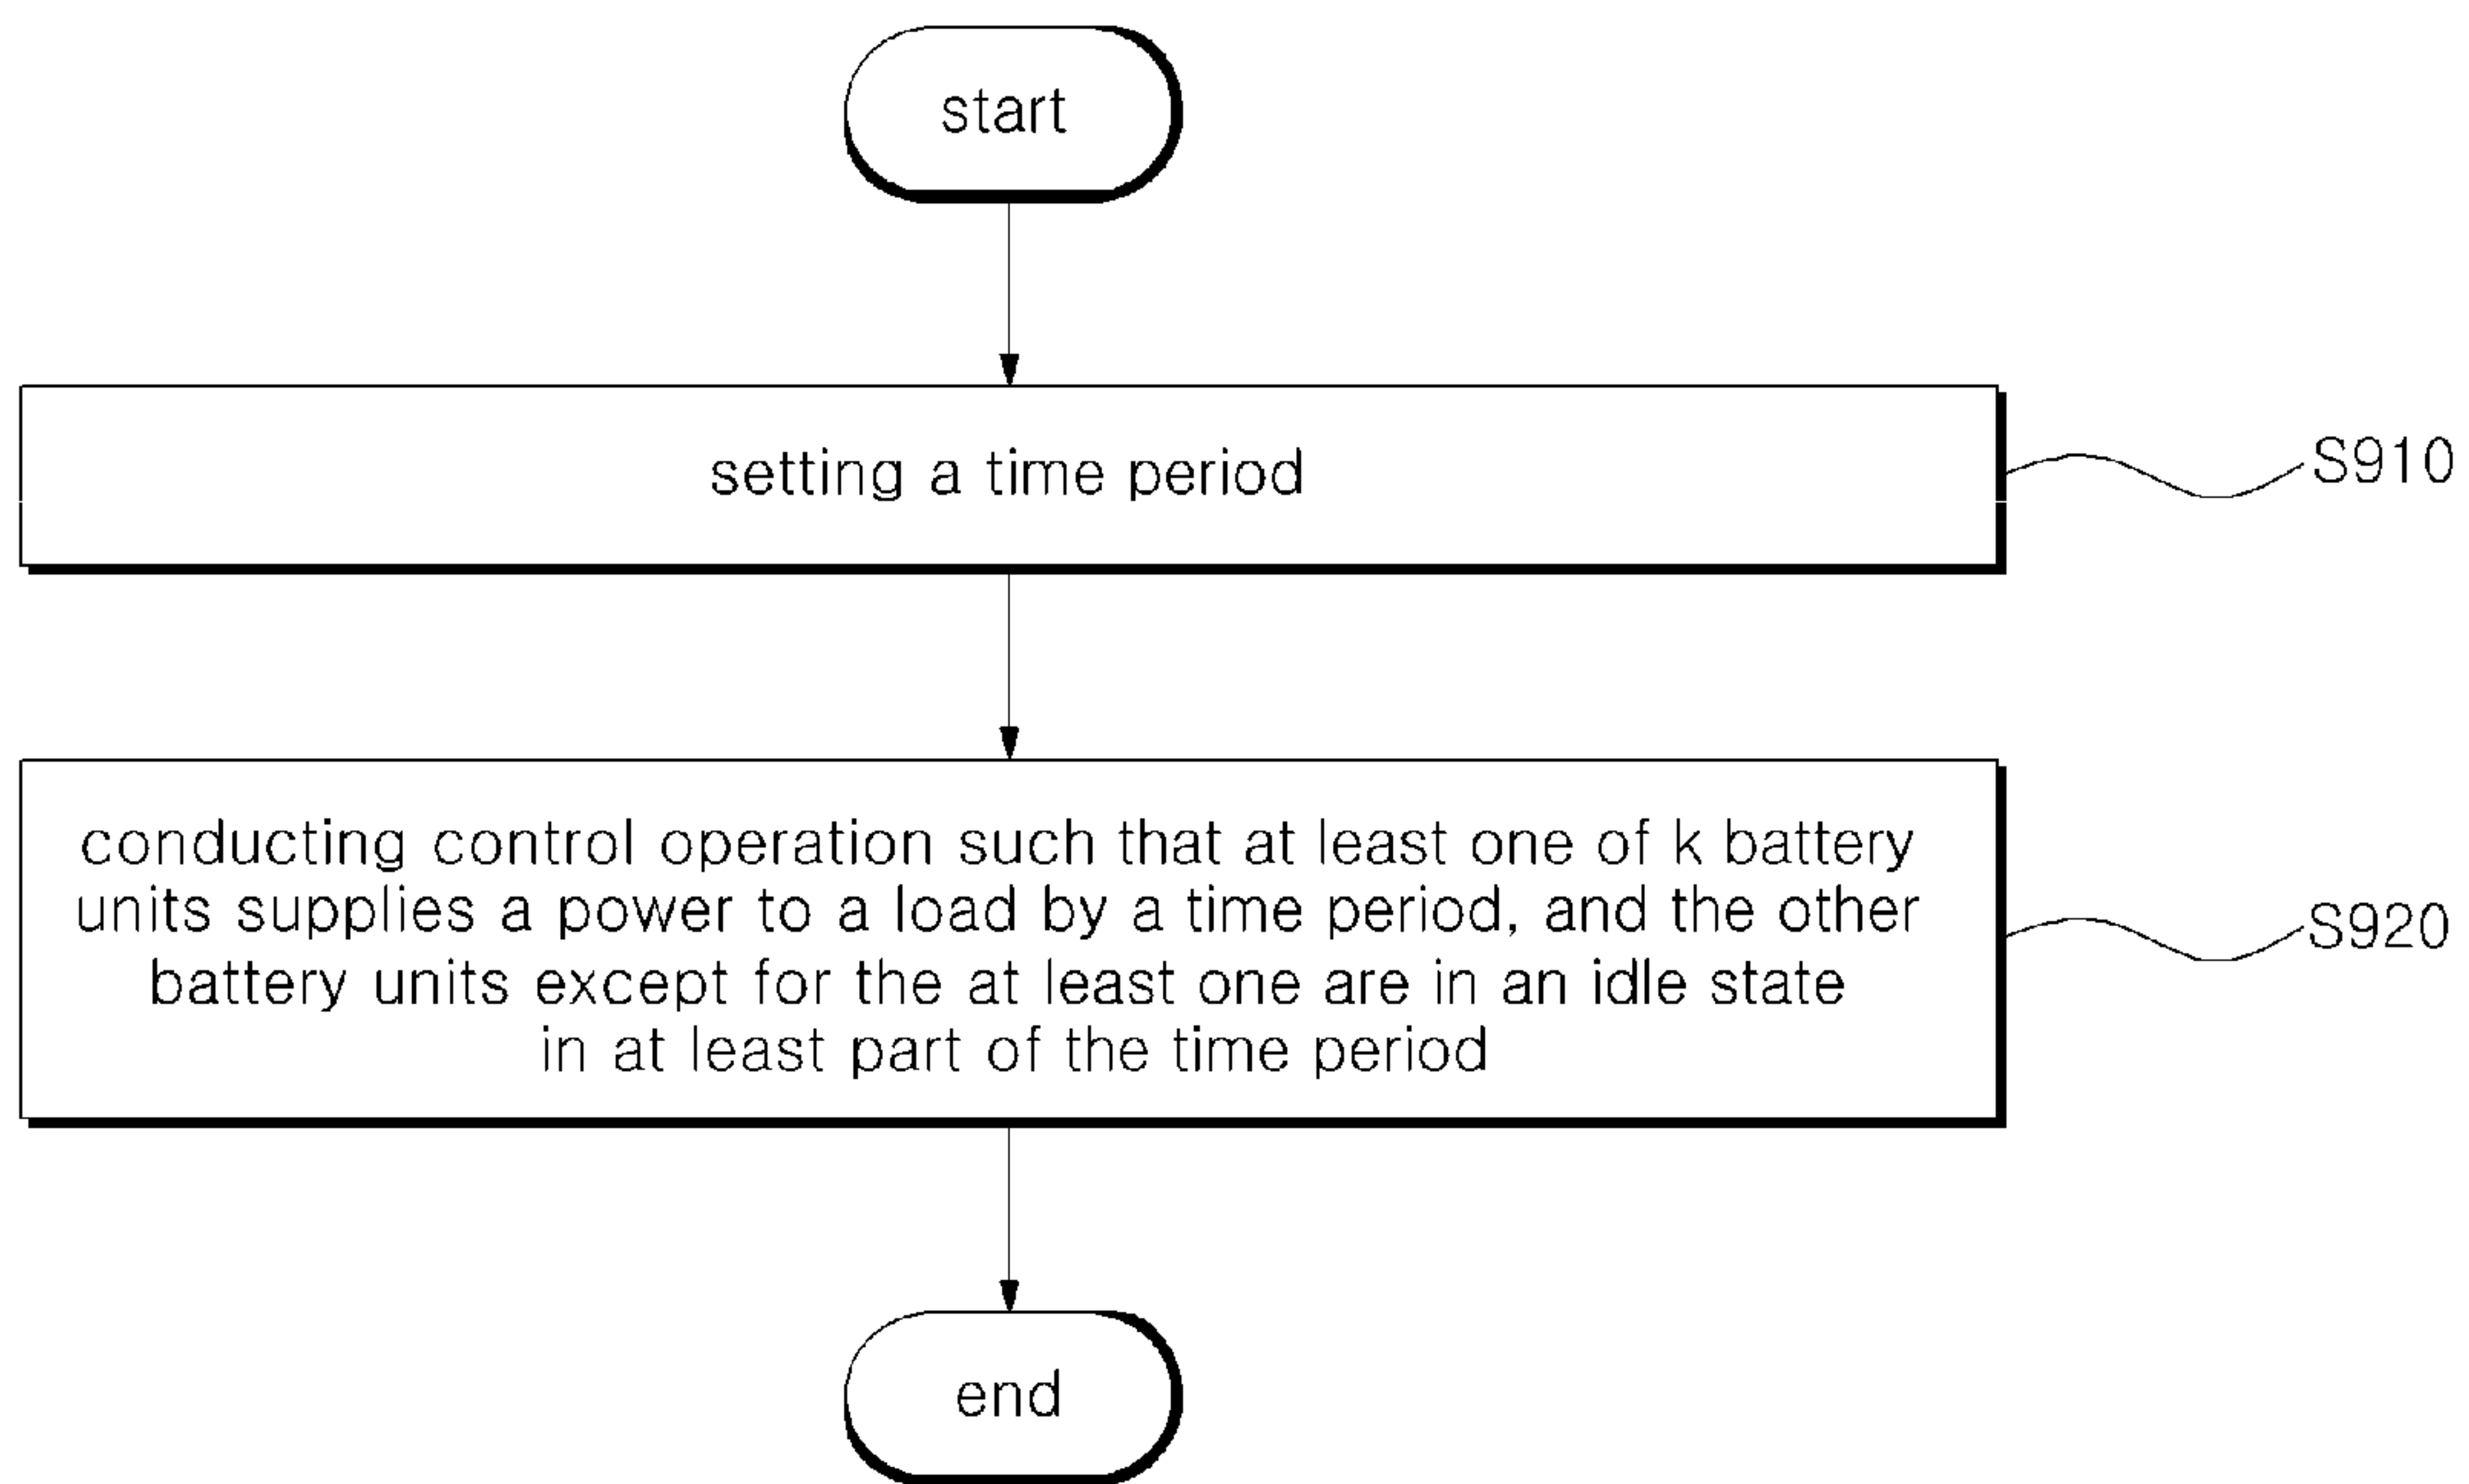 start
setting a time period
S910
conducting control operation such that at least one of k battery
units supplies a power to a load by a time period, and the other
battery units except for the at least one are in an idle state
in at least part of the time period
S920
end